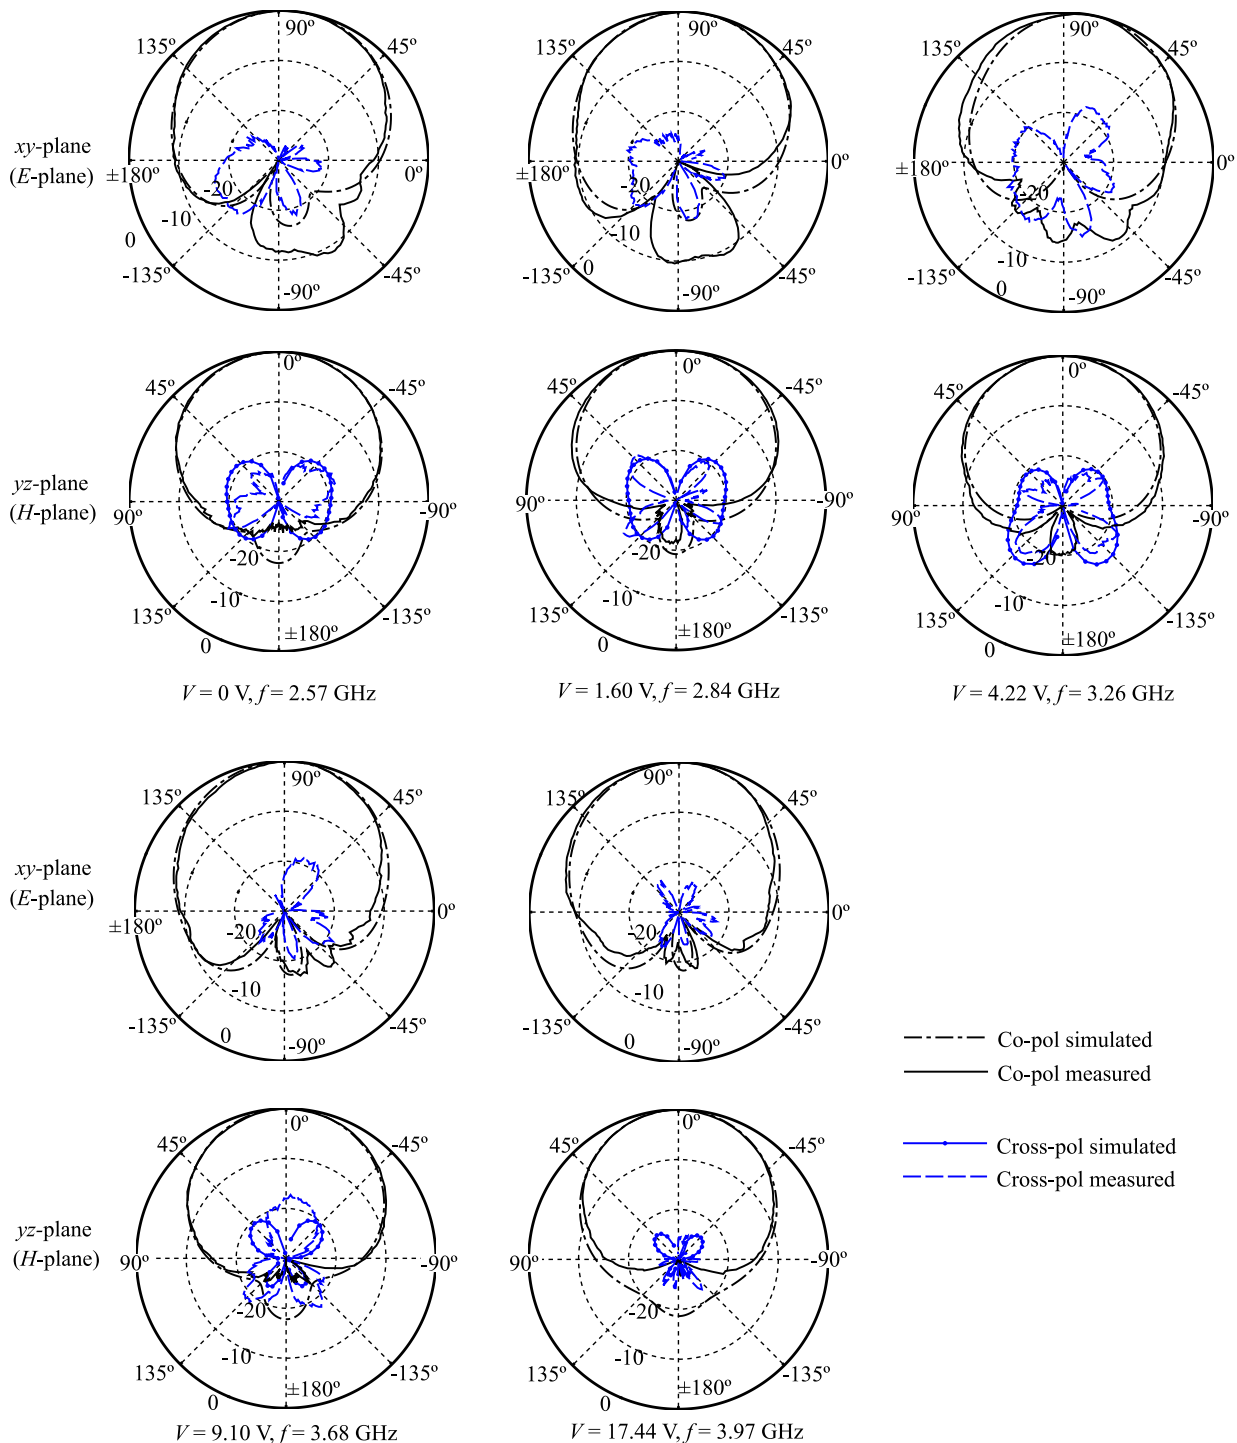 90º
90º
90º
135º
45º
135º
45º
135º
45º
xy-plane
(E-plane)
±180º
0º
±180º
0º
±180º
0º
-20
-20
-20
-10
-10
-10
0
0
0
-135º
-45º
-135º
-45º
-135º
-45º
-90º
-90º
-90º
0º
0º
0º
45º
-45º
45º
-45º
45º
-45º
yz-plane
(H-plane)
90º
-90º
90º
-90º
90º
-90º
-20
-20
-20
-10
-10
-10
135º
-135º
135º
-135º
135º
-135º
0
±180º
0
±180º
0
±180º
V = 0 V, f = 2.57 GHz
V = 1.60 V, f = 2.84 GHz
V = 4.22 V, f = 3.26 GHz
90º
90º
135º
45º
135º
45º
xy-plane
(E-plane)
±180º
0º
0º
-20
-20
-10
-10
-135º
-45º
-135º
-45º
0
-90º
0
-90º
Co-pol simulated
Co-pol measured
Cross-pol simulated
Cross-pol measured
0º
0º
45º
-45º
45º
-45º
yz-plane
(H-plane)
90º
-90º
90º
-90º
-20
-20
-10
-10
135º
-135º
135º
-135º
0
±180º
0
±180º
V = 9.10 V, f = 3.68 GHz
V = 17.44 V, f = 3.97 GHz